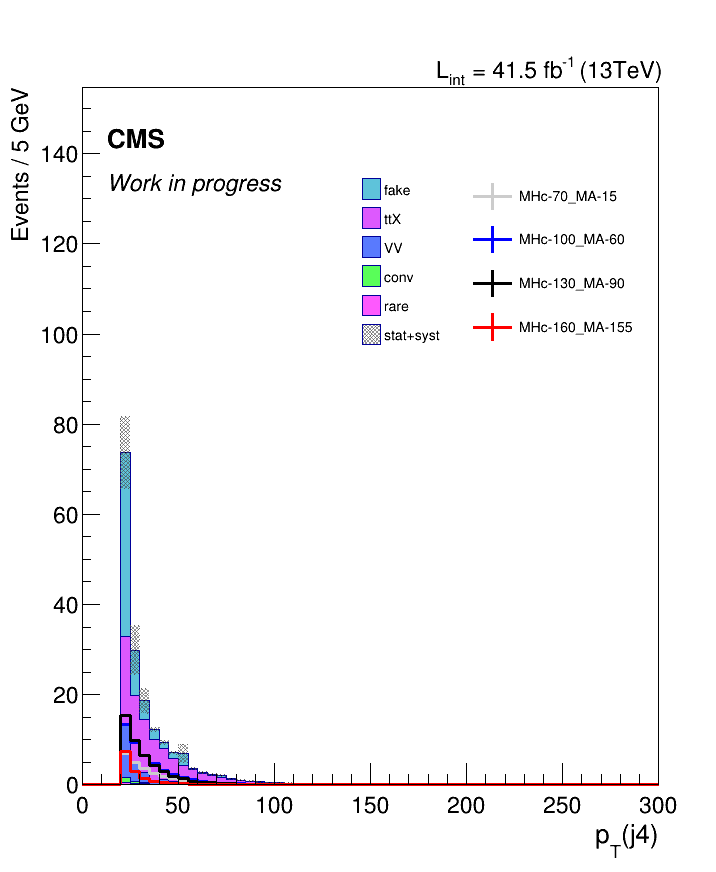 L_int = 41.5 fb^-1 (13TeV)
Events / 5 GeV
CMS
Work in progress
fake
ttX
VV
conv
rare
stat+syst
MHc-70_MA-15
MHc-100_MA-60
MHc-130_MA-90
MHc-160_MA-155
140
120
100
80
60
40
20
0
0 50 100 150 200 250 300
p_T(j4)